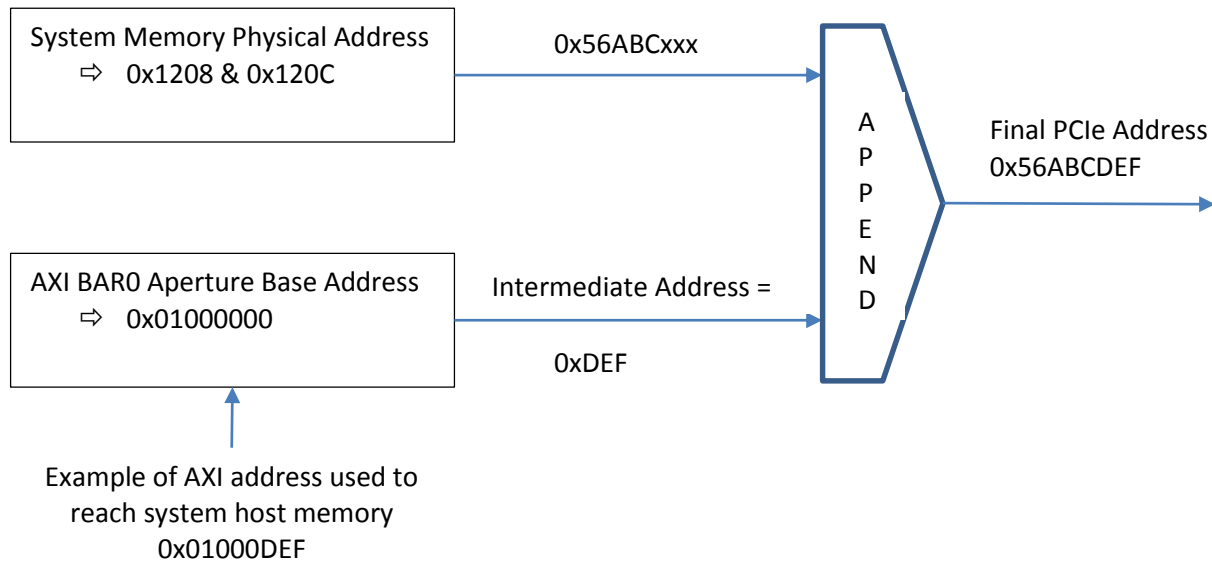 System Memory Physical Address
⇨ 0x1208 & 0x120C
0x56ABCxxx
A
P
P
E
N
D
Final PCIe Address
0x56ABCDEF
AXI BAR0 Aperture Base Address
⇨ 0x01000000
Intermediate Address =
0xDEF
Example of AXI address used to
reach system host memory
0x01000DEF